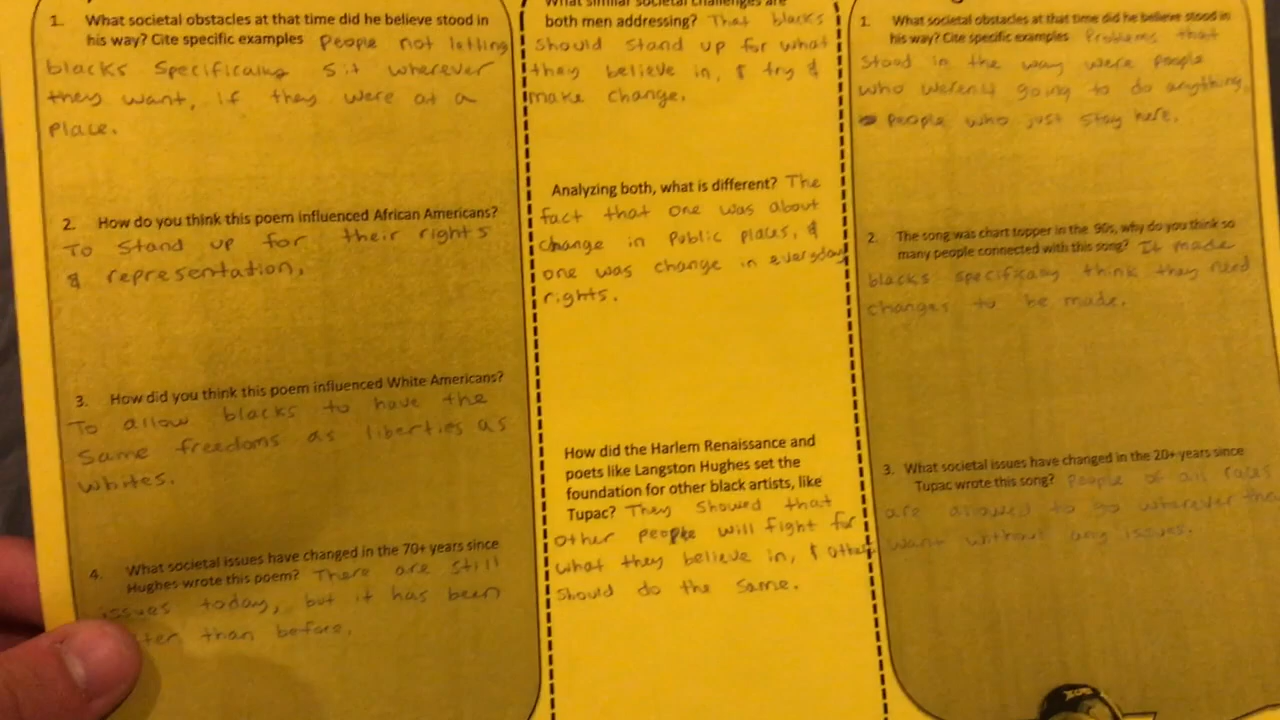 1. What societal obstacles at that time did he believe stood in
his way? Cite specific examples People not letting
blacks specifically sit wherever
they want, if they were at a
place.
2. How do you think this poem influenced African Americans?
To stand up for their rights
& representation.
3. How did you think this poem influenced White Americans?
To allow blacks to have the
same freedoms as liberties as
whites.
4. What societal issues have changed in the 70+ years since
Hughes wrote this poem? There are still
issues today, but it has been
than before.
What similar societal challenges are
both men addressing? That blacks
should stand up for what
they believe in, & try &
make change.
Analyzing both, what is different? The
fact that one was about
change in public places, &
one was change in everyday
rights.
How did the Harlem Renaissance and
poets like Langston Hughes set the
foundation for other black artists, like
Tupac? They showed that
other people will fight for
what they believe in, & others
should do the same.
1. What societal obstacles at that time did he believe stood in
his way? Cite specific examples Problems that
stood in the way were people
who weren't going to do anything,
people who just stay here.
2. The song was chart topper in the 90s, why do you think so
many people connected with this song? It made
blacks specifically think they need
changes to be made.
3. What societal issues have changed in the 20+ years since
Tupac wrote this song? People of all races
are allowed to go wherever they
want without any issues.